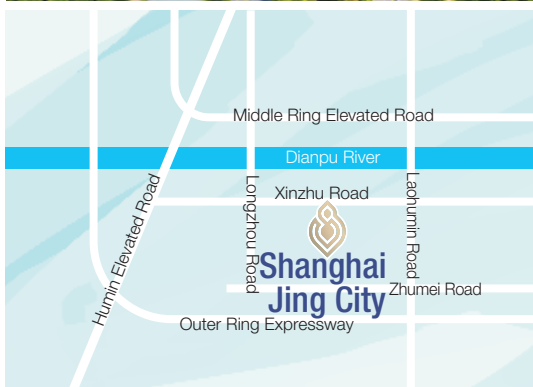 Middle Ring Elevated Road
Dianpu River
Xinzhu Road
Longzhou Road
Laohumin Road
Humin Elevated Road
Shanghai
Jing City
Zhumei Road
Outer Ring Expressway